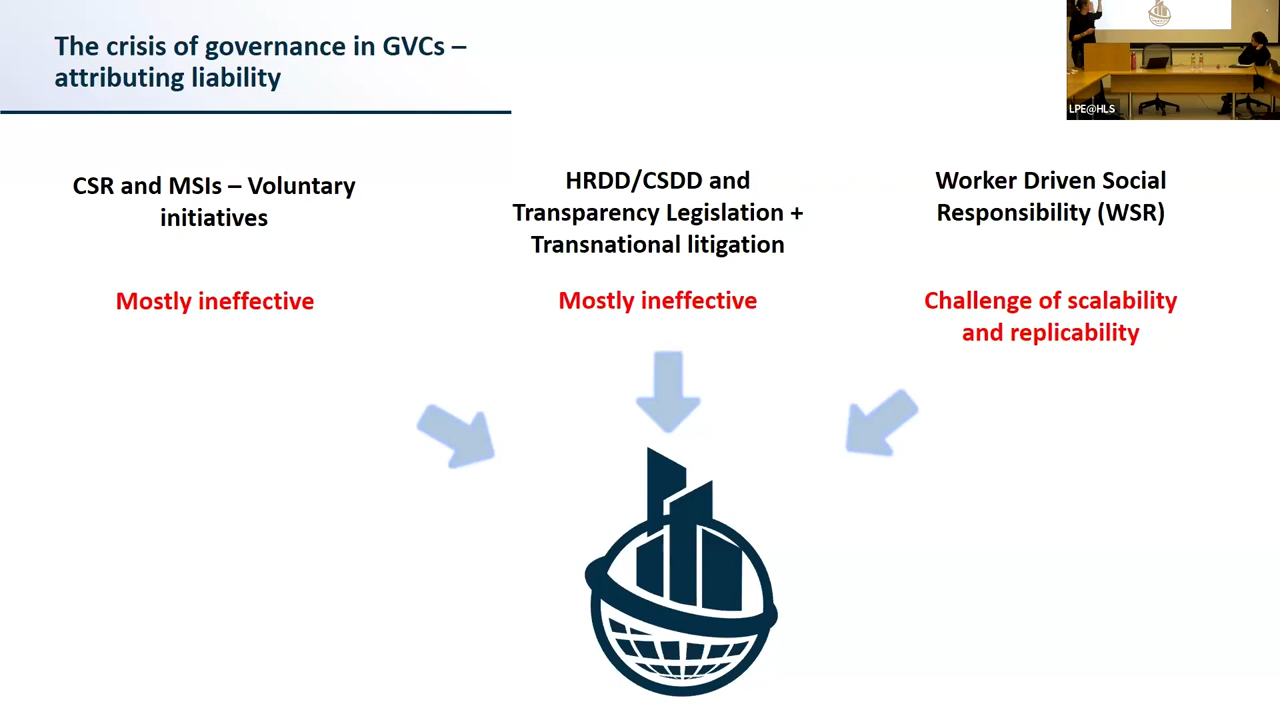 The crisis of governance in GVCs –
attributing liability
LPE@HLS
CSR and MSIs – Voluntary
initiatives
Mostly ineffective
HRDD/CSDD and
Transparency Legislation +
Transnational litigation
Mostly ineffective
Worker Driven Social
Responsibility (WSR)
Challenge of scalability
and replicability